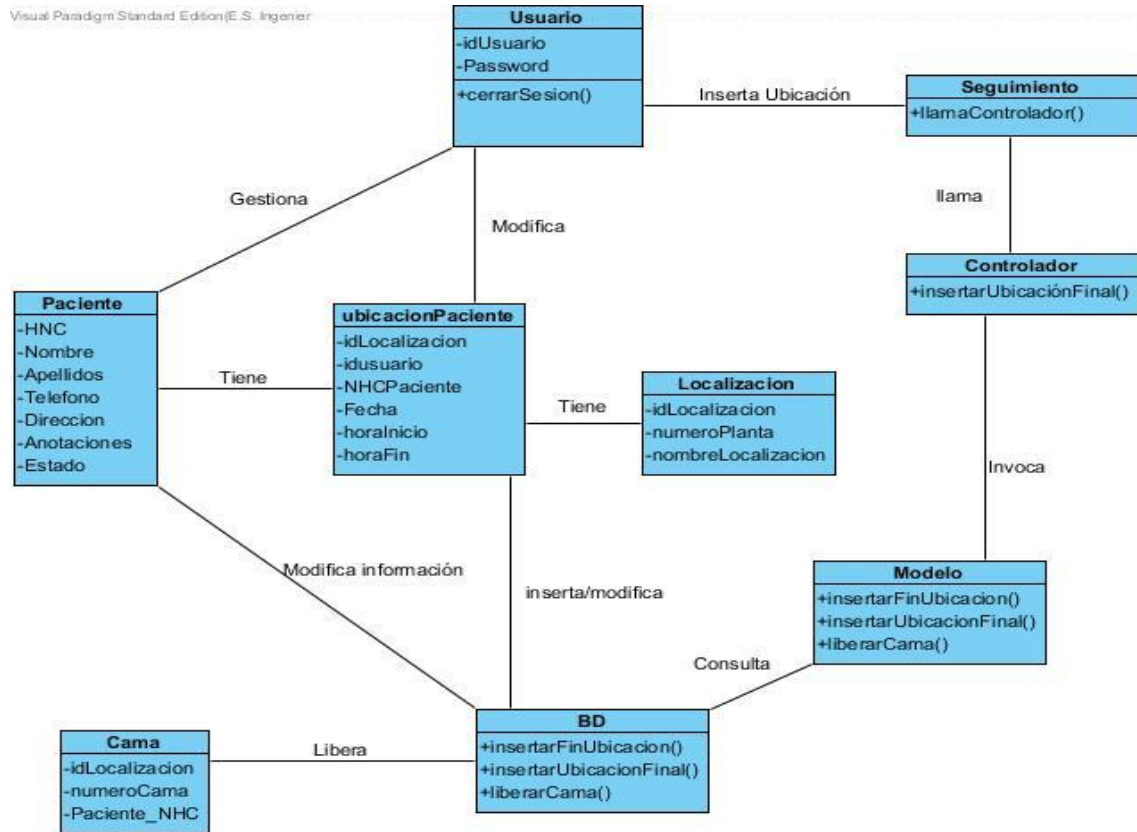 Visual Paradigm Standard Edition(E.S. Ingenier
Usuario
-idUsuario
-Password
+cerrarSesion()
Inserta Ubicación
Seguimiento
+llamaControlador()
Gestiona
Modifica
llama
Controlador
+insertarUbicaciónFinal()
Paciente
-HNC
-Nombre
-Apellidos
-Telefono
-Direccion
-Anotaciones
-Estado
Tiene
ubicacionPaciente
-idLocalizacion
-idusuario
-NHCPaciente
-Fecha
-horaInicio
-horaFin
Tiene
Localizacion
-idLocalizacion
-numeroPlanta
-nombreLocalizacion
Invoca
Modifica información
inserta/modifica
Modelo
+insertarFinUbicacion()
+insertarUbicacionFinal()
+liberarCama()
Consulta
BD
+insertarFinUbicacion()
+insertarUbicacionFinal()
+liberarCama()
Libera
Cama
-idLocalizacion
-numeroCama
-Paciente_NHC